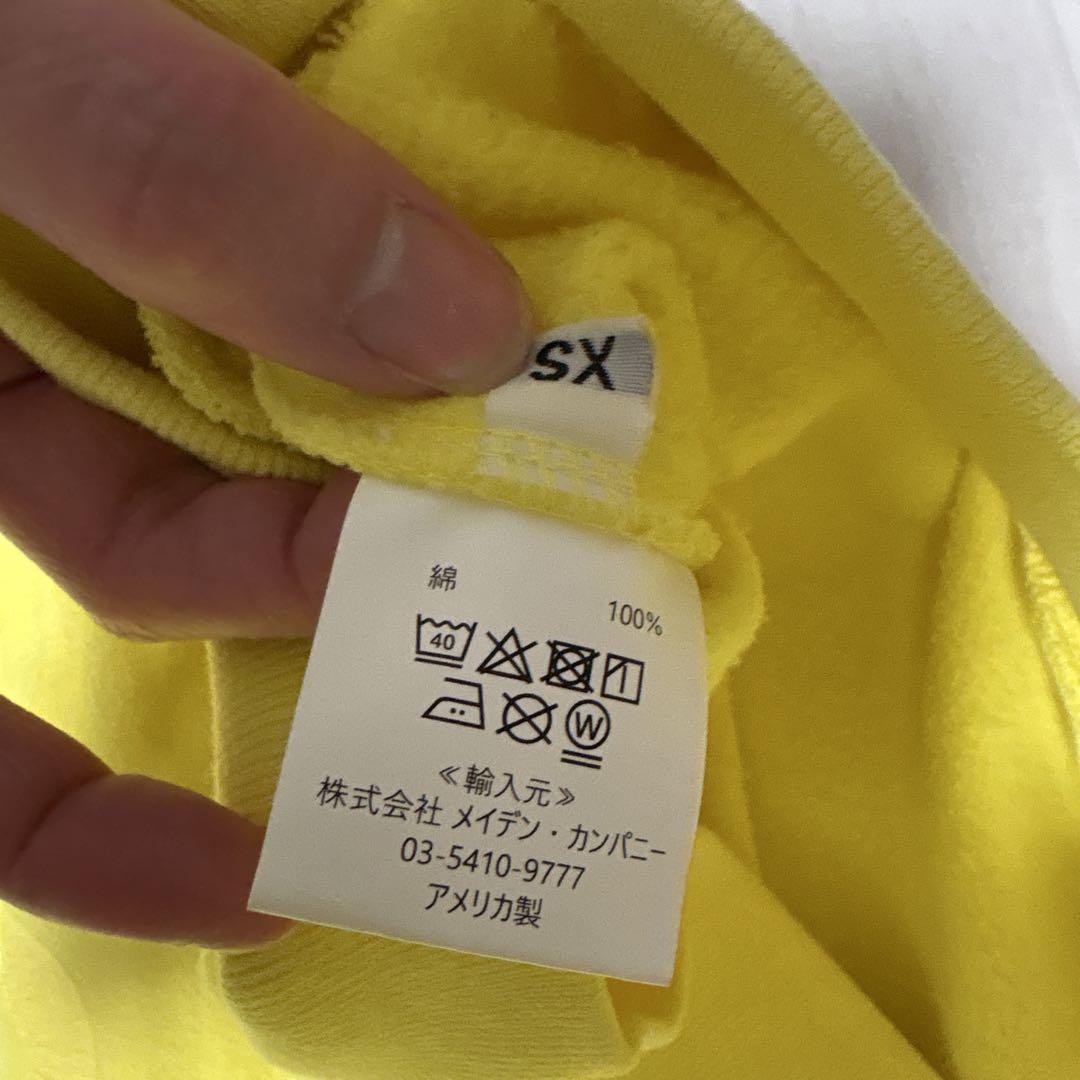 XS
綿
100%
40
W
≪輸入元≫
株式会社 メイデン・カンパニー
03-5410-9777
アメリカ製